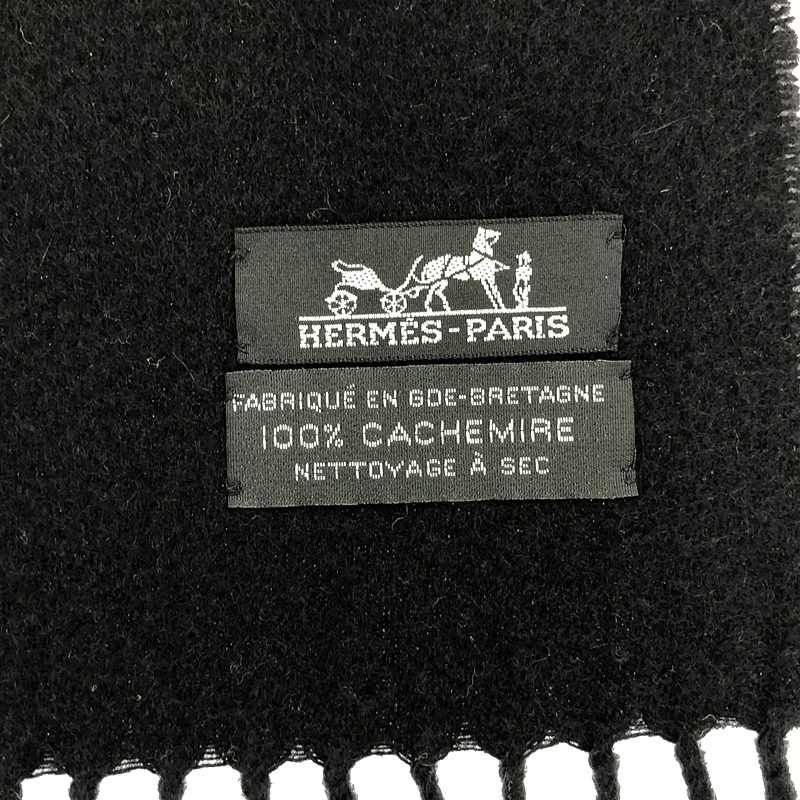 HERMÈS-PARIS
FABRIQUÉ EN GDE-BRETAGNE
100% CACHEMIRE
NETTOYAGE À SEC